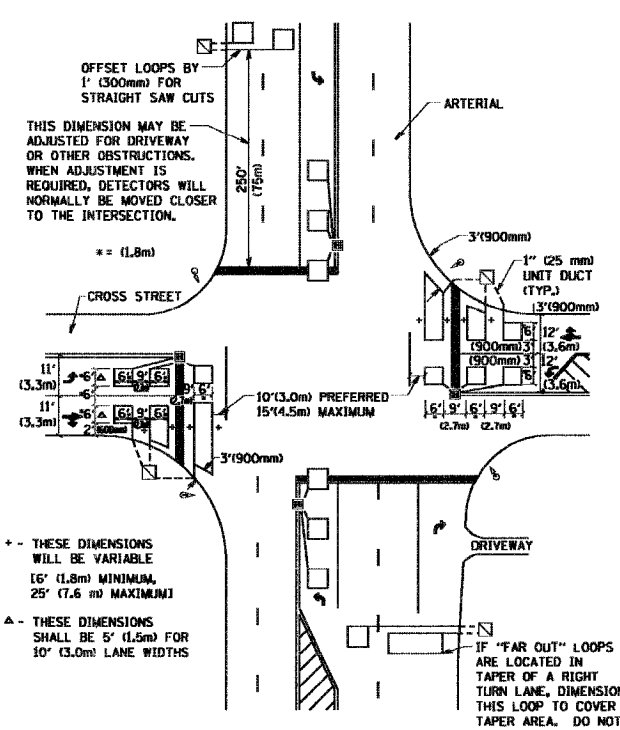 OFFSET LOOPS BY
1' (300mm) FOR
STRAIGHT SAW CUTS
THIS DIMENSION MAY BE
ADJUSTED FOR DRIVEWAY
OR OTHER OBSTRUCTIONS.
WHEN ADJUSTMENT IS
REQUIRED, DETECTORS WILL
NORMALLY BE MOVED CLOSER
TO THE INTERSECTION.
250'
(75m)
ARTERIAL
* = (1.8m)
3'(900mm)
1" (25 mm)
UNIT DUCT
(TYP.)
CROSS STREET
3'(900mm)
6'
12'
(3.6m)
(900mm) 3'
(900mm) 3'
12'
6'
(3.6m)
11'
(3.3m)
*6'
6' 9' 6'
9' 6'
*6'
(2.7m)
11'
(3.3m)
*6'
6' 9' 6'
2' (600mm)
10'(3.0m) PREFERRED
15'(4.5m) MAXIMUM
6' 9' 6' 9' 6'
(2.7m) (2.7m)
3'(900mm)
+ - THESE DIMENSIONS
WILL BE VARIABLE
[6' (1.8m) MINIMUM,
25' (7.6 m) MAXIMUM]
DRIVEWAY
△ - THESE DIMENSIONS
SHALL BE 5' (1.5m) FOR
10' (3.0m) LANE WIDTHS
IF "FAR OUT" LOOPS
ARE LOCATED IN
TAPER OF A RIGHT
TURN LANE, DIMENSIO
THIS LOOP TO COVER
TAPER AREA. DO NOT